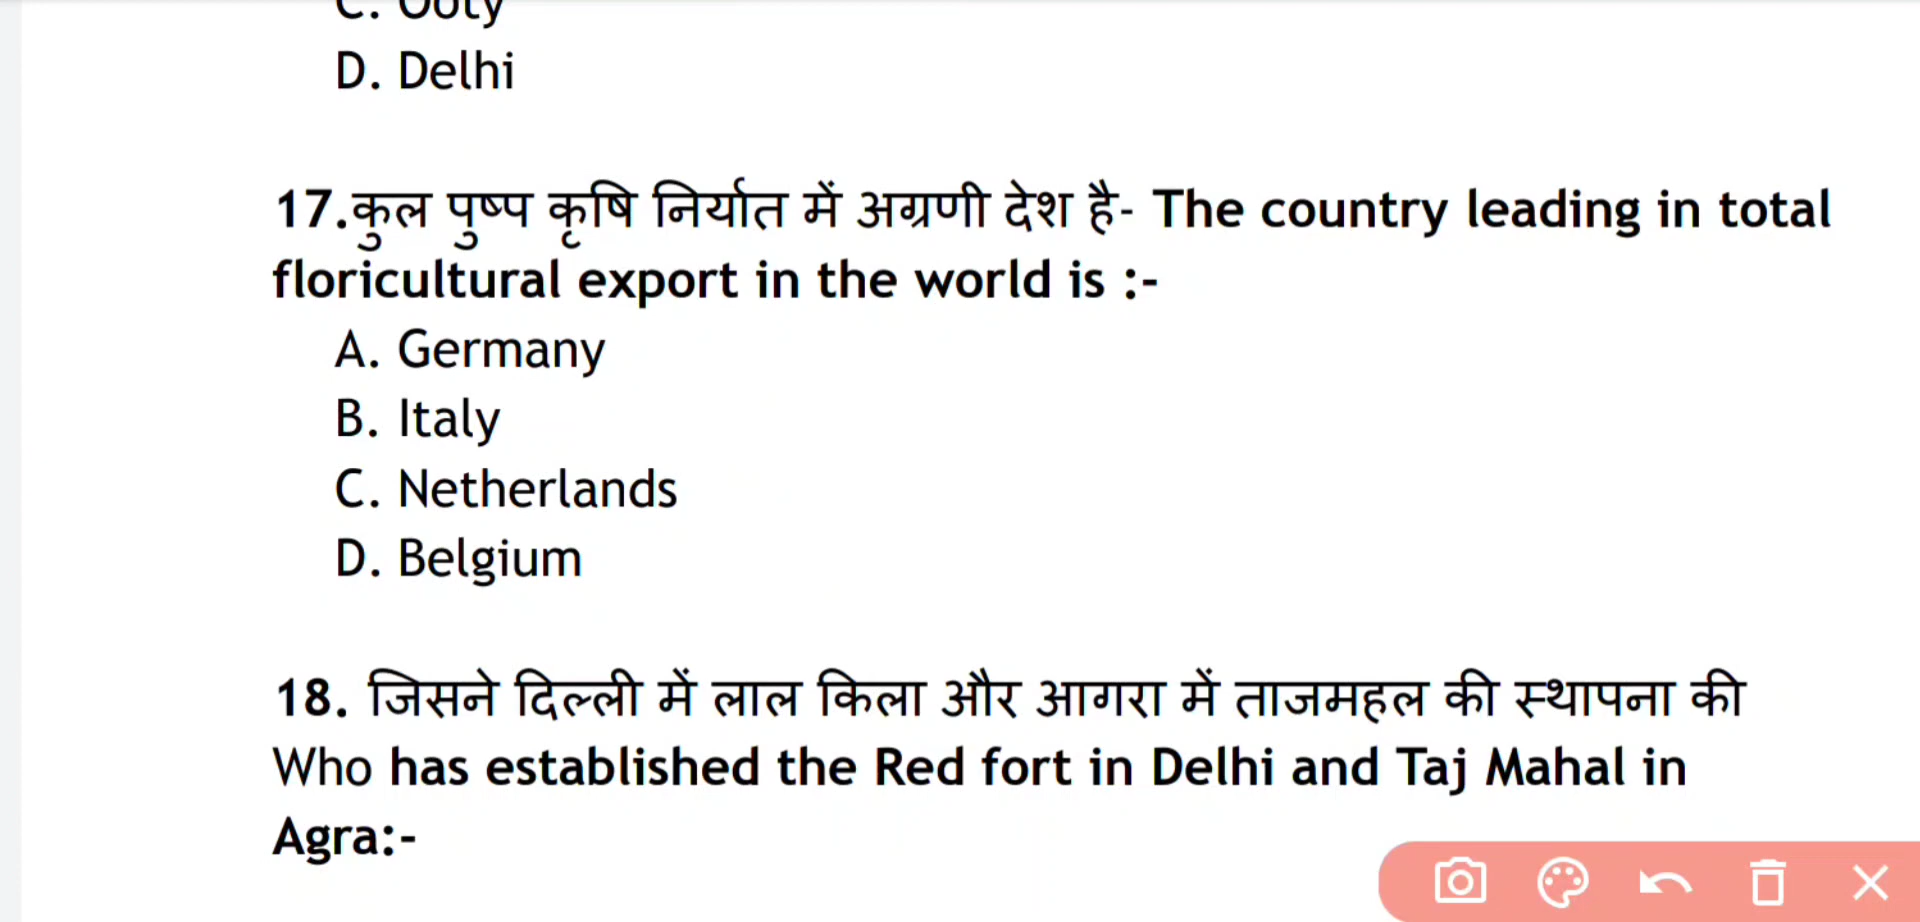 C. Ooty
D. Delhi
17.कुल पुष्प कृषि निर्यात में अग्रणी देश है- The country leading in total
floricultural export in the world is :-
A. Germany
B. Italy
C. Netherlands
D. Belgium
18. जिसने दिल्ली में लाल किला और आगरा में ताजमहल की स्थापना की
Who has established the Red fort in Delhi and Taj Mahal in
Agra:-